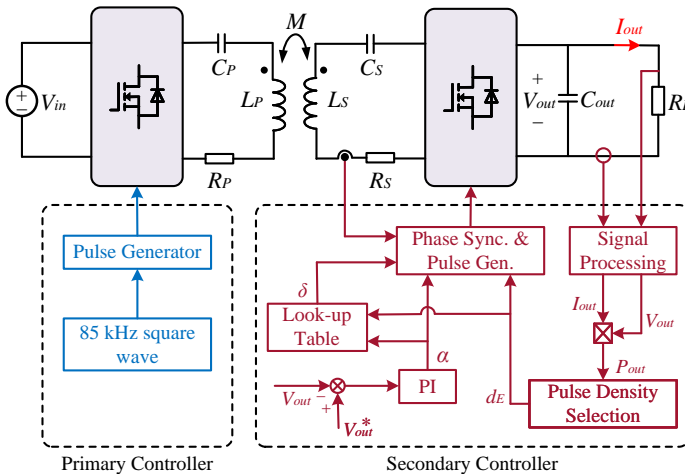 M
I_out
C_P
C_S
V_in
L_P
L_S
+
V_out
−
C_out
R_P
R_S
Pulse Generator
85 kHz square
wave
Phase Sync. &
Pulse Gen.
Signal
Processing
δ
I_out
V_out
Look-up
Table
α
P_out
PI
V_out
−
+
V_out*
d_E
Pulse Density
Selection
Primary Controller
Secondary Controller